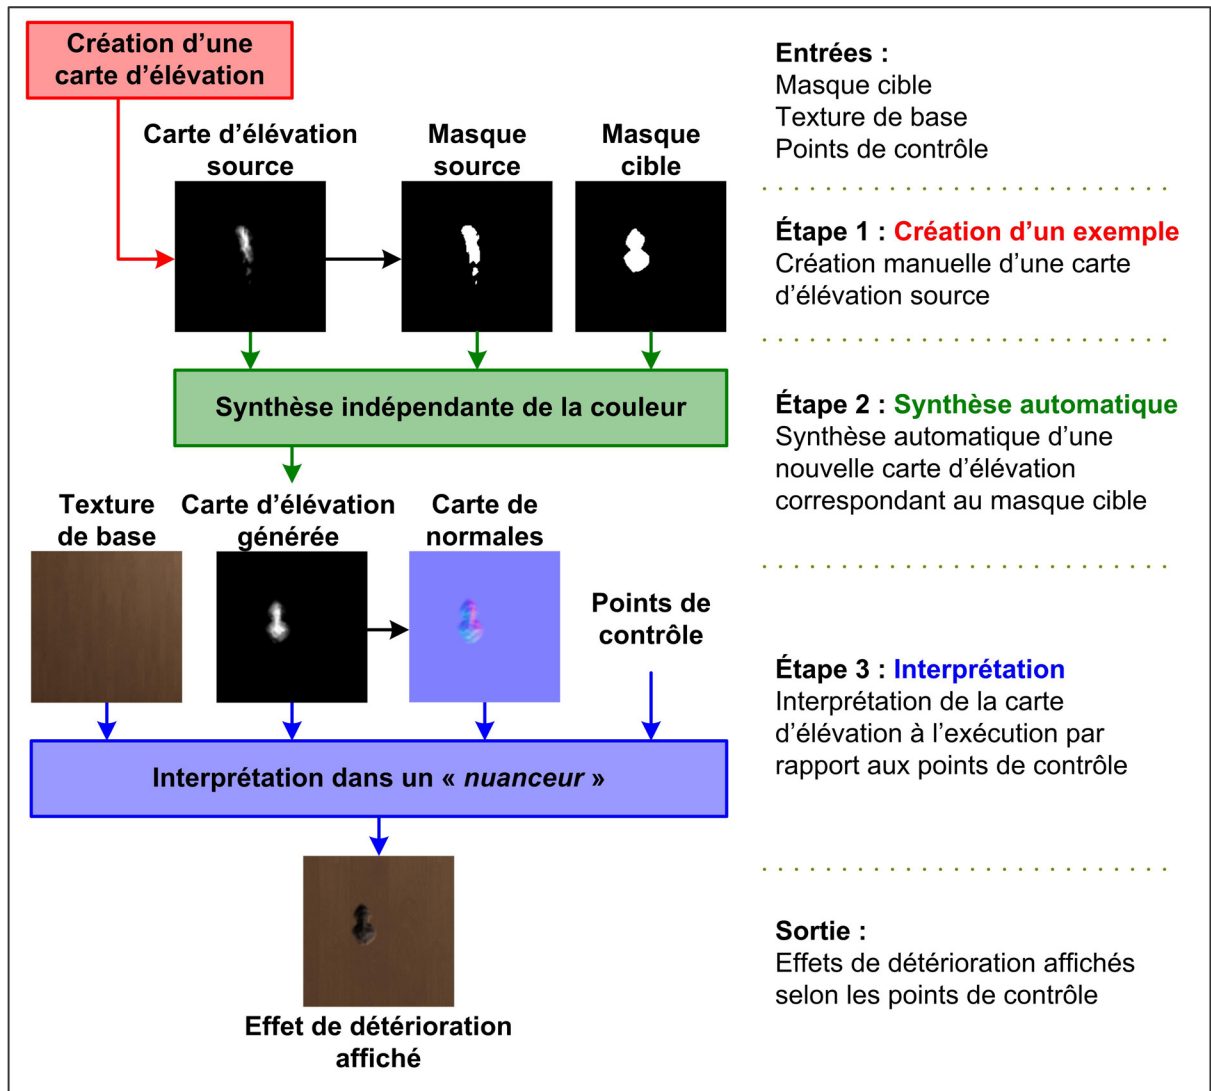 Création d’une
carte d’élévation
Carte d’élévation
source
Masque
source
Masque
cible
Synthèse indépendante de la couleur
Texture
de base
Carte d’élévation
générée
Carte de
normales
Points de
contrôle
Interprétation dans un « nuanceur »
Effet de détérioration
affiché
Entrées :
Masque cible
Texture de base
Points de contrôle
Étape 1 : Création d’un exemple
Création manuelle d’une carte
d’élévation source
Étape 2 : Synthèse automatique
Synthèse automatique d’une
nouvelle carte d’élévation
correspondant au masque cible
Étape 3 : Interprétation
Interprétation de la carte
d’élévation à l’exécution par
rapport aux points de contrôle
Sortie :
Effets de détérioration affichés
selon les points de contrôle